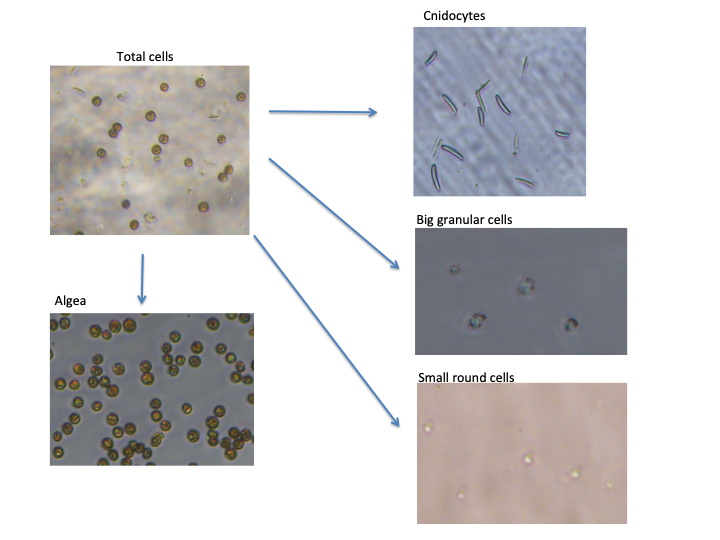 Cnidocytes
Total cells
Big granular cells
Algea
Small round cells